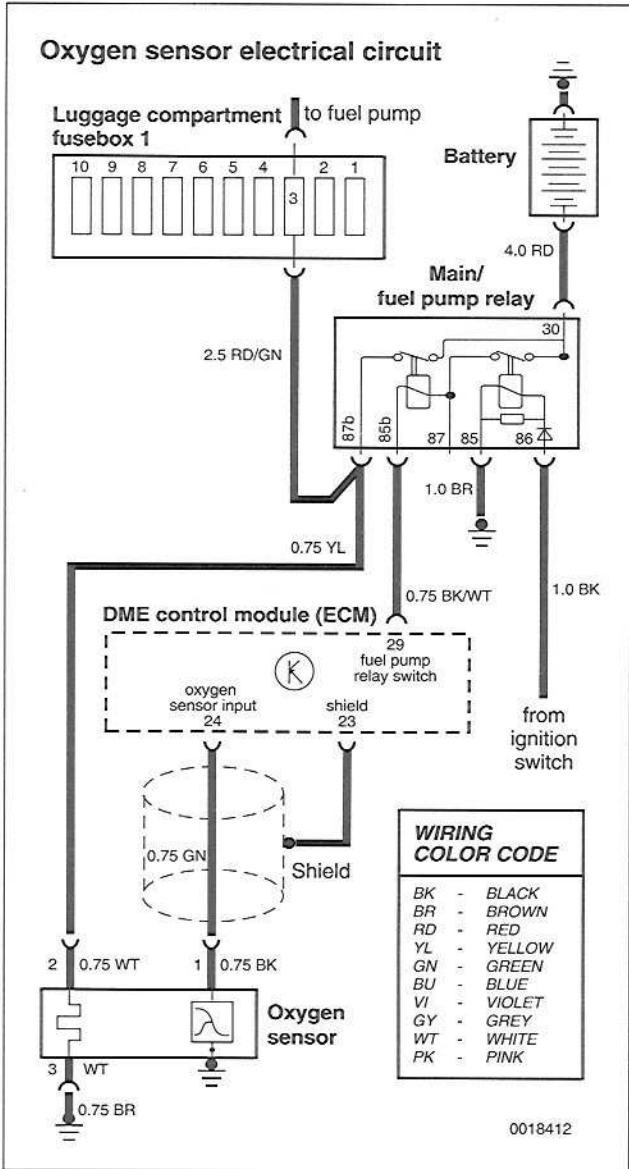 Oxygen sensor electrical circuit
Luggage compartment
fusebox 1
to fuel pump
10 9 8 7 6 5 4 3 2 1
Battery
4.0 RD
Main/
fuel pump relay
2.5 RD/GN
30
87b 85b 87 85 86
1.0 BR
0.75 YL
0.75 BK/WT
1.0 BK
DME control module (ECM)
29
fuel pump
relay switch
oxygen
sensor input
24
shield
23
from
ignition
switch
0.75 GN
Shield
2 0.75 WT
1 0.75 BK
Oxygen
sensor
3 WT
0.75 BR
WIRING
COLOR CODE
BK - BLACK
BR - BROWN
RD - RED
YL - YELLOW
GN - GREEN
BU - BLUE
VI - VIOLET
GY - GREY
WT - WHITE
PK - PINK
0018412